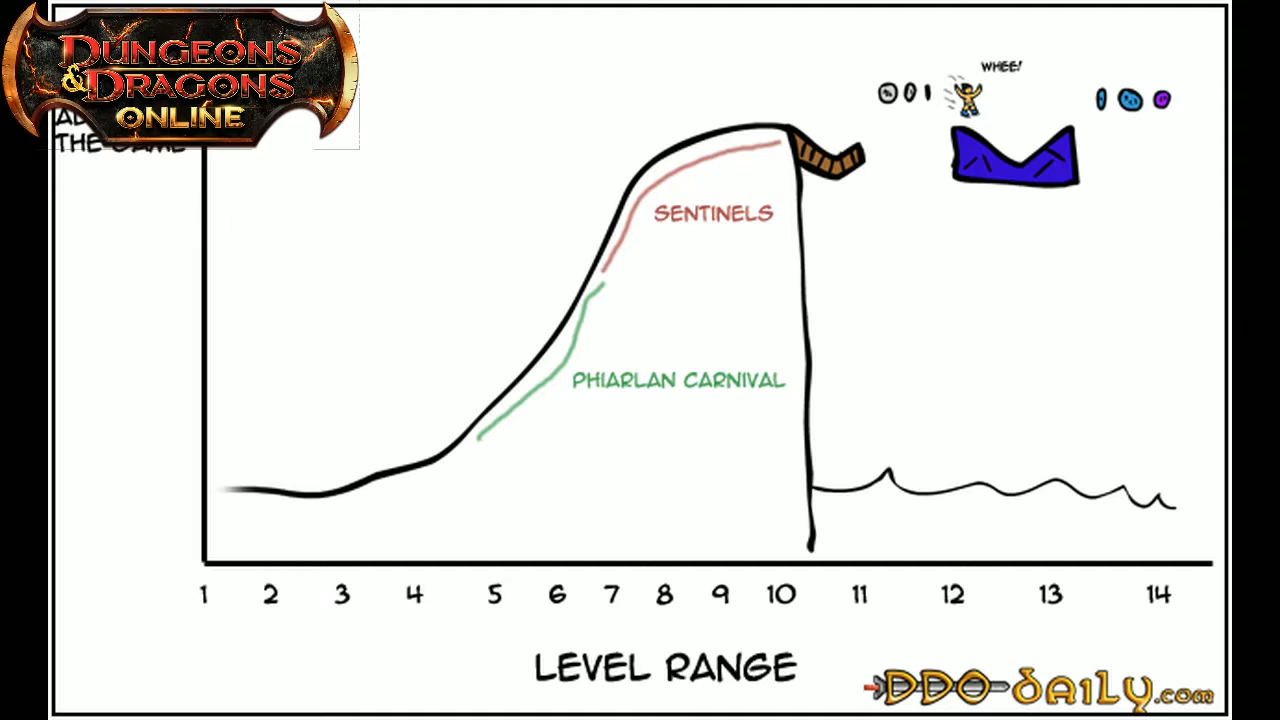 DUNGEONS
& DRAGONS
ONLINE
THE GAME
WHEE!
SENTINELS
PHIARLAN CARNIVAL
1 2 3 4 5 6 7 8 9 10 11 12 13 14
LEVEL RANGE
DDO-DAILY.COM